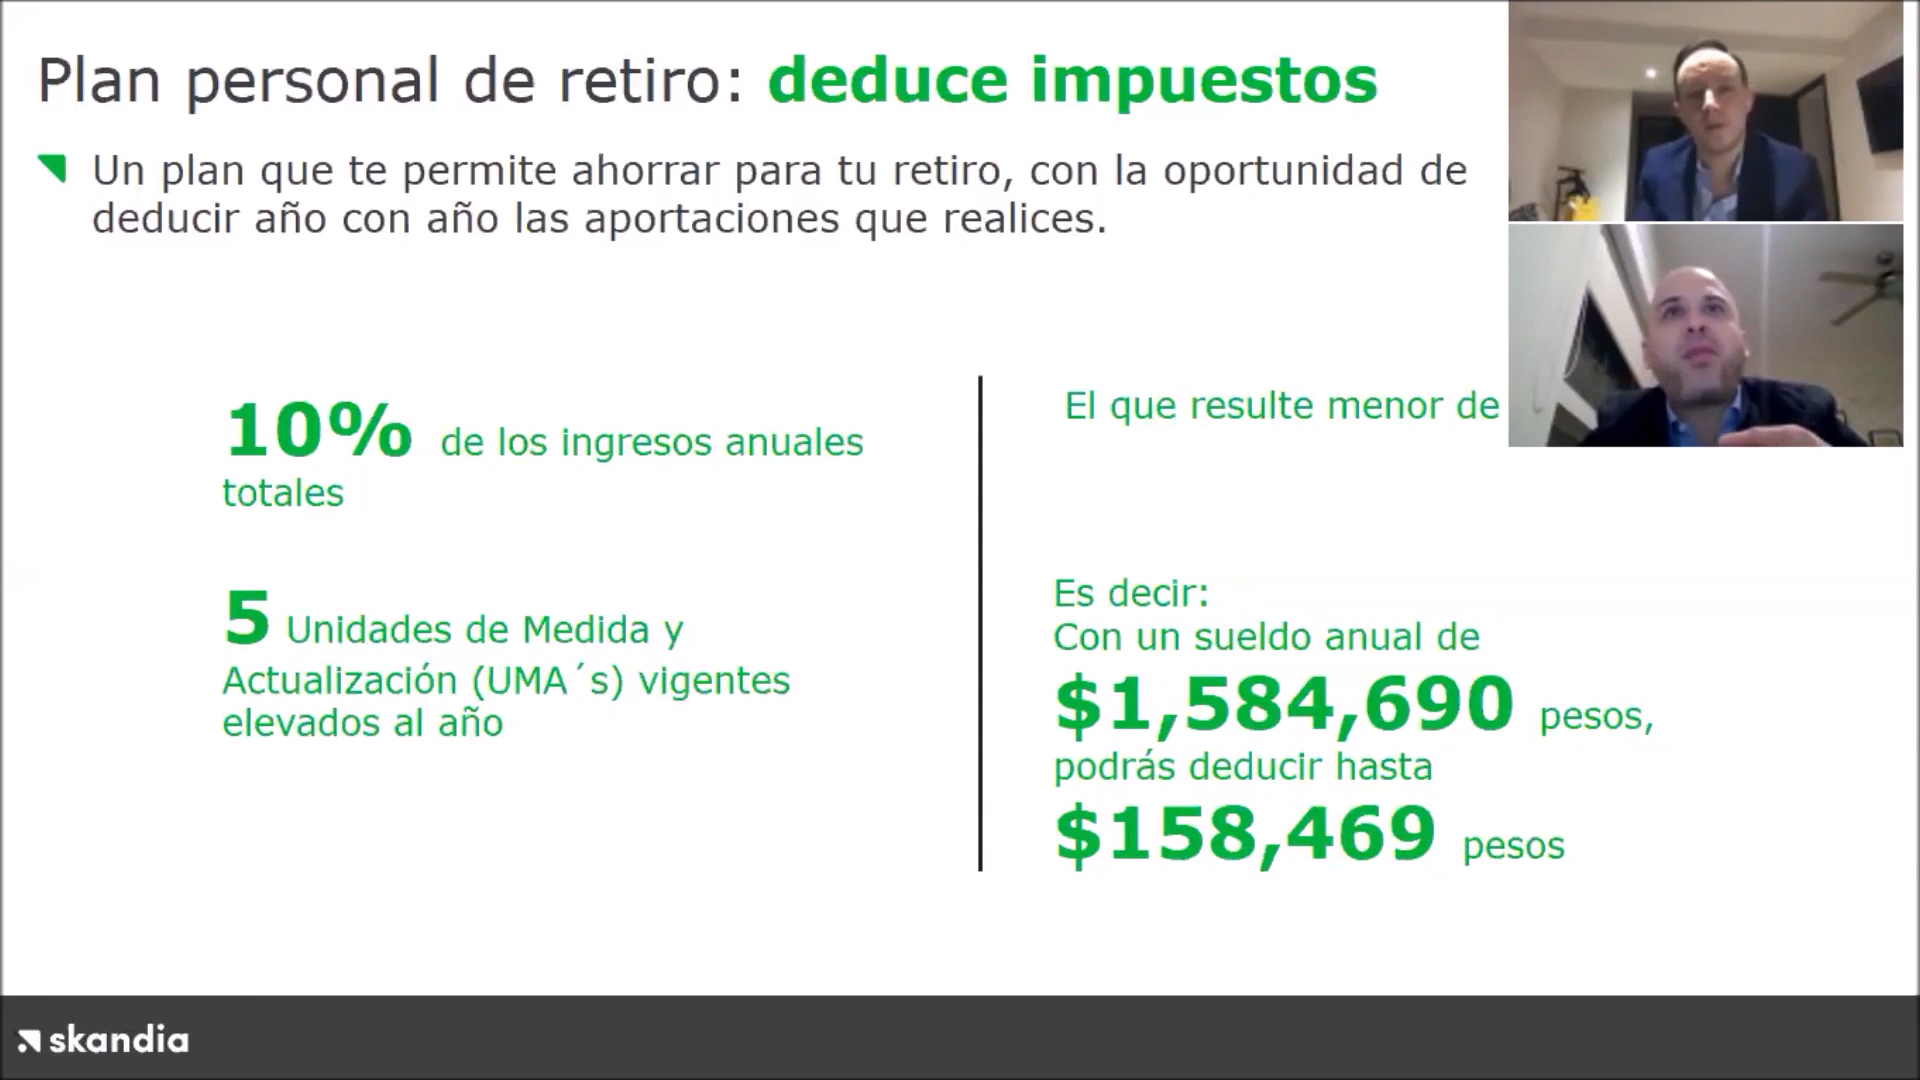 Plan personal de retiro: deduce impuestos
Un plan que te permite ahorrar para tu retiro, con la oportunidad de
deducir año con año las aportaciones que realices.
10% de los ingresos anuales
totales
5 Unidades de Medida y
Actualización (UMA´s) vigentes
elevados al año
El que resulte menor de
Es decir:
Con un sueldo anual de
$1,584,690 pesos,
podrás deducir hasta
$158,469 pesos
skandia